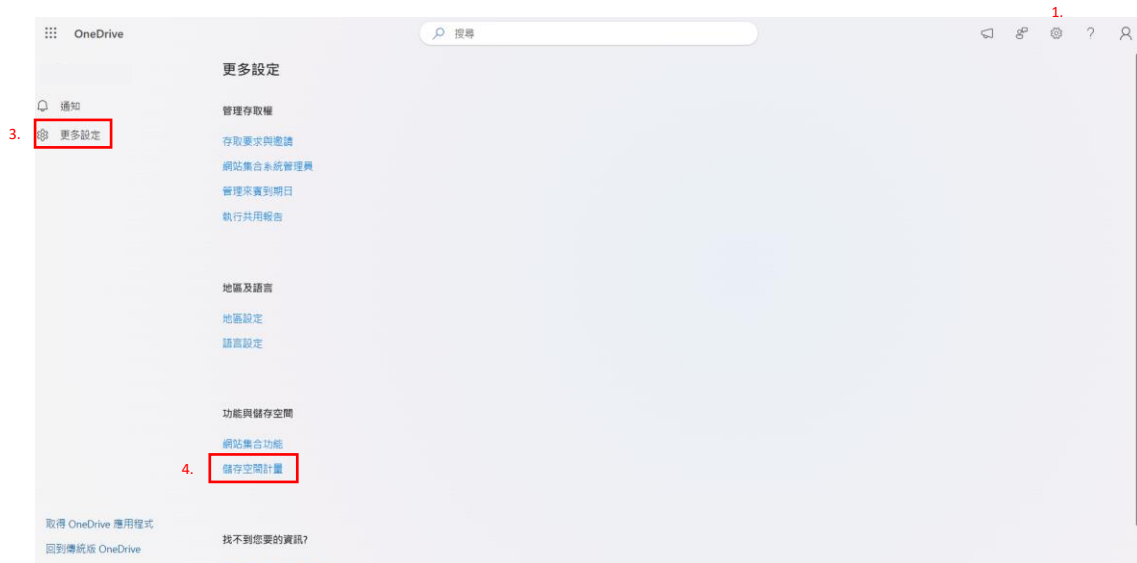 1.
OneDrive
搜尋
?
更多設定
通知
管理存取權
3.
更多設定
存取要求與邀請
網站集合系統管理員
管理來賓到期日
執行共用報告
地區及語言
地區設定
語言設定
功能與儲存空間
網站集合功能
4.
儲存空間計量
取得 OneDrive 應用程式
找不到您要的資訊?
回到傳統版 OneDrive